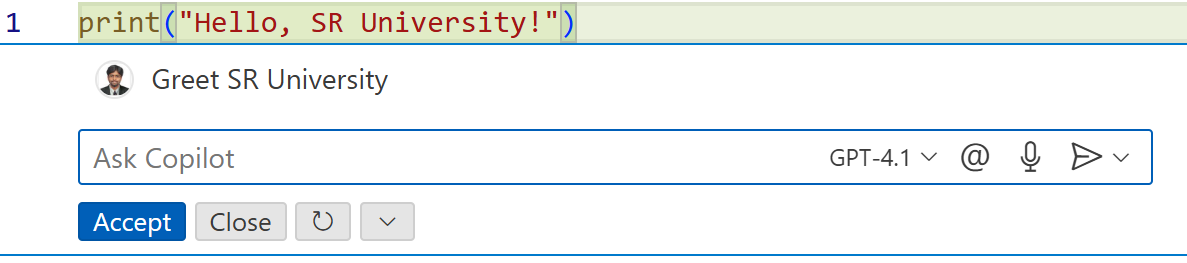 1 print("Hello, SR University!")
Greet SR University
Ask Copilot GPT-4.1 @
Accept Close